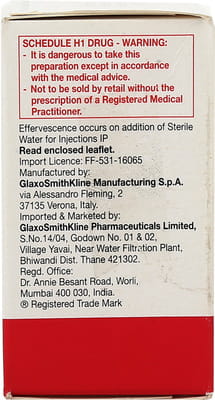 SCHEDULE H1 DRUG - WARNING:
- It is dangerous to take this
preparation except in accordance
with the medical advice.
- Not to be sold by retail without the
prescription of a Registered Medical
Practitioner.
Effervescence occurs on addition of Sterile
Water for Injections IP
Read enclosed leaflet.
Import Licence: FF-531-16065
Manufactured by:
GlaxoSmithKline Manufacturing S.p.A.
via Alessandro Fleming, 2
37135 Verona, Italy.
Imported & Marketed by:
GlaxoSmithKline Pharmaceuticals Limited,
S.No.14/04, Godown No. 01 & 02,
Village Yavai, Near Water Filtration Plant,
Bhiwandi Dist. Thane 421302.
Regd. Office:
Dr. Annie Besant Road, Worli,
Mumbai 400 030, India.
® Registered Trade Mark